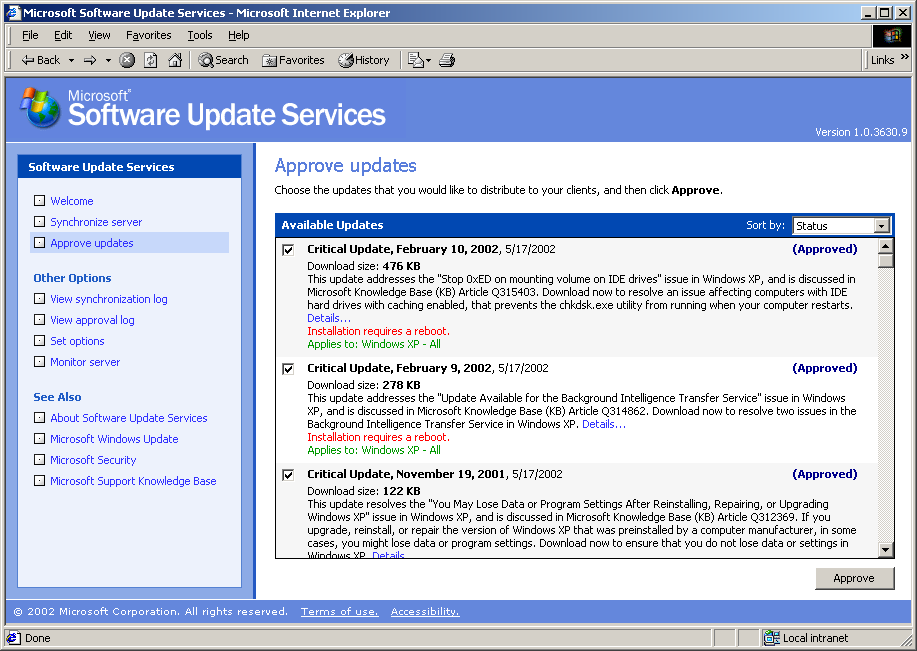 Microsoft Software Update Services - Microsoft Internet Explorer
File Edit View Favorites Tools Help
Back Search Favorites History Links »
Microsoft®
Software Update Services
Version 1.0.3630.9
Software Update Services
Welcome
Synchronize server
Approve updates
Other Options
View synchronization log
View approval log
Set options
Monitor server
See Also
About Software Update Services
Microsoft Windows Update
Microsoft Security
Microsoft Support Knowledge Base
Approve updates
Choose the updates that you would like to distribute to your clients, and then click Approve.
Available Updates Sort by: Status
Critical Update, February 10, 2002, 5/17/2002 (Approved)
Download size: 476 KB
This update addresses the "Stop 0xED on mounting volume on IDE drives" issue in Windows XP, and is discussed in
Microsoft Knowledge Base (KB) Article Q315403. Download now to resolve an issue affecting computers with IDE
hard drives with caching enabled, that prevents the chkdsk.exe utility from running when your computer restarts.
Details...
Installation requires a reboot.
Applies to: Windows XP - All
Critical Update, February 9, 2002, 5/17/2002 (Approved)
Download size: 278 KB
This update addresses the "Update Available for the Background Intelligence Transfer Service" issue in Windows
XP, and is discussed in Microsoft Knowledge Base (KB) Article Q314862. Download now to resolve two issues in the
Background Intelligence Transfer Service in Windows XP. Details...
Installation requires a reboot.
Applies to: Windows XP - All
Critical Update, November 19, 2001, 5/17/2002 (Approved)
Download size: 122 KB
This update resolves the "You May Lose Data or Program Settings After Reinstalling, Repairing, or Upgrading
Windows XP" issue in Windows XP, and is discussed in Microsoft Knowledge Base (KB) Article Q312369. If you
upgrade, reinstall, or repair the version of Windows XP that was preinstalled by a computer manufacturer, in some
cases, you might lose data or program settings. Download now to ensure that you do not lose data or settings in
Windows XP. Details
Approve
© 2002 Microsoft Corporation. All rights reserved. Terms of use. Accessibility.
Done Local intranet